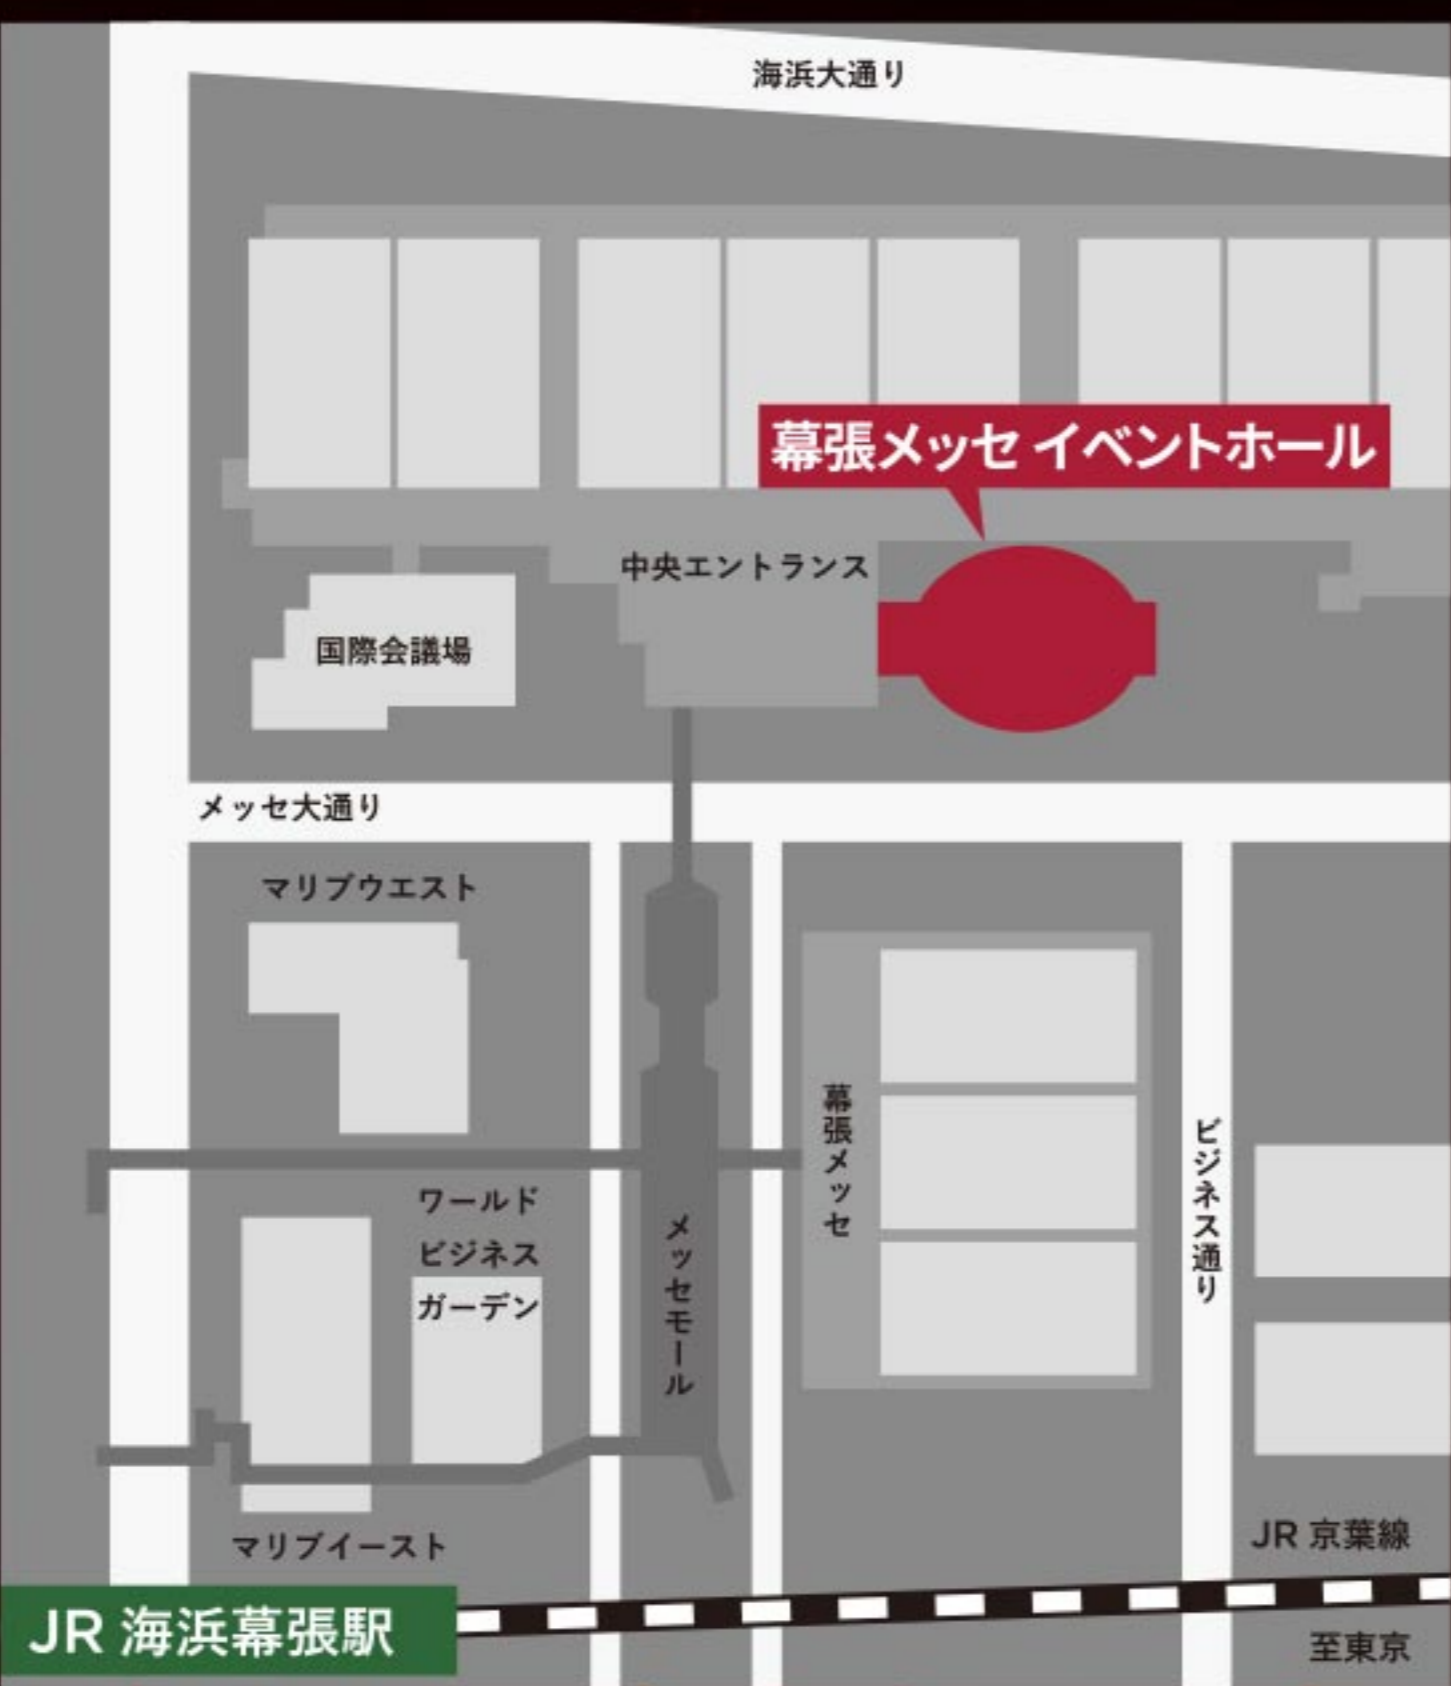 海浜大通り
幕張メッセ イベントホール
中央エントランス
国際会議場
メッセ大通り
マリブウエスト
幕張メッセ
ビジネス通り
ワールド
ビジネス
ガーデン
メッセモール
マリブイースト
JR 京葉線
JR 海浜幕張駅
至東京